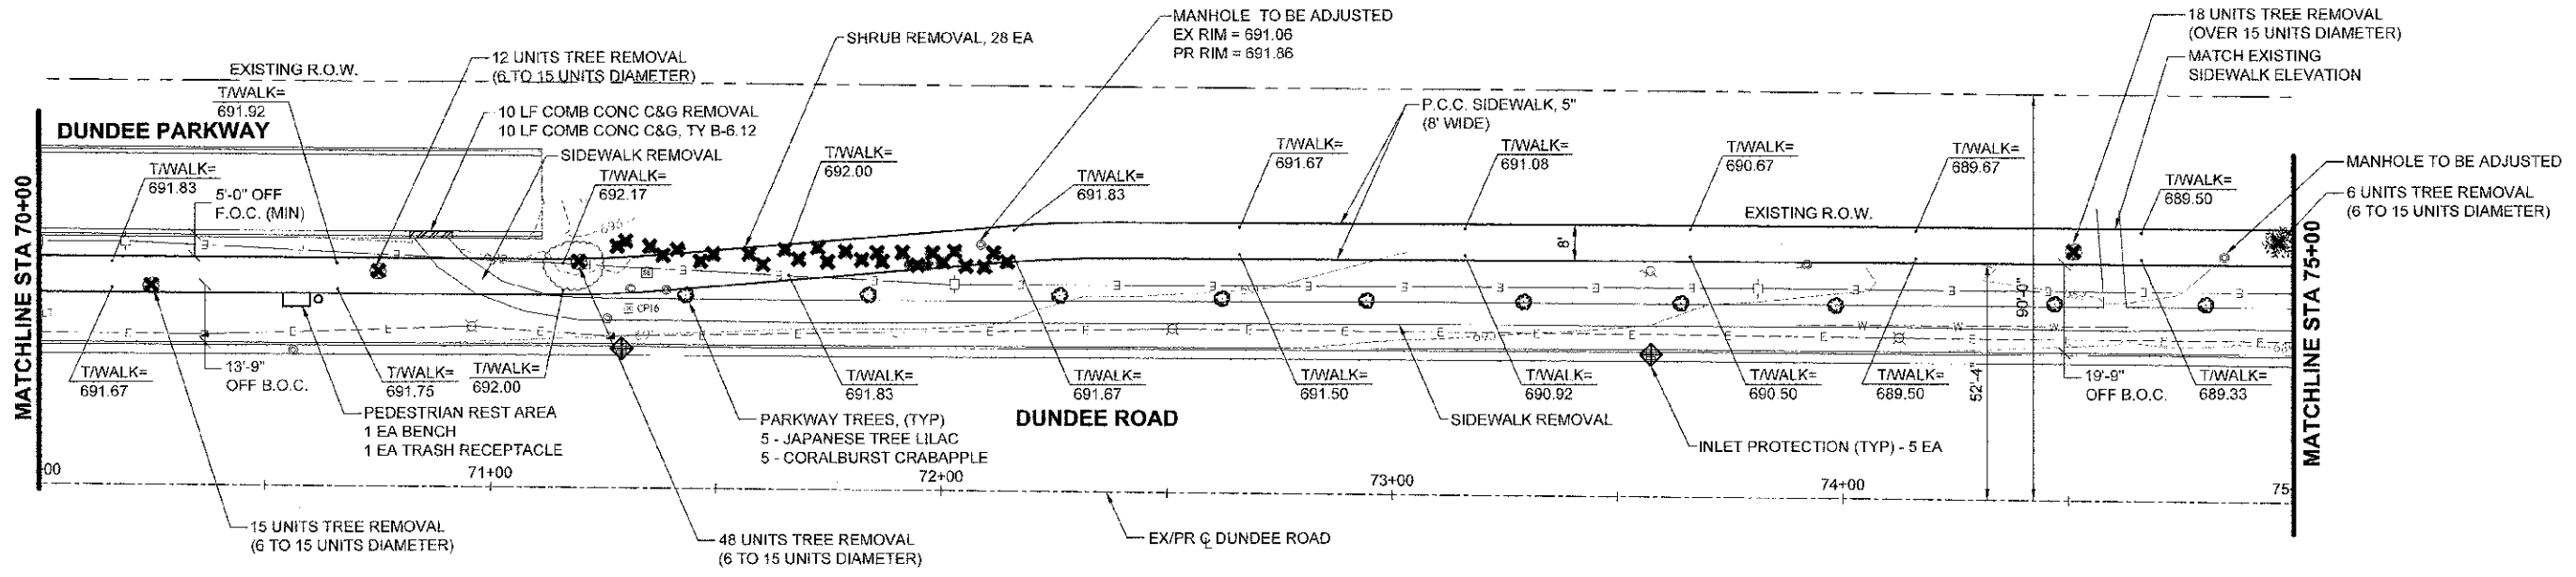 MANHOLE TO BE ADJUSTED
EX RIM = 691.06
PR RIM = 691.86
18 UNITS TREE REMOVAL
(OVER 15 UNITS DIAMETER)
MATCH EXISTING
SIDEWALK ELEVATION
12 UNITS TREE REMOVAL
(6 TO 15 UNITS DIAMETER)
SHRUB REMOVAL, 28 EA
EXISTING R.O.W.
T/WALK=
691.92
10 LF COMB CONC C&G REMOVAL
10 LF COMB CONC C&G, TY B-6.12
P.C.C. SIDEWALK, 5"
(8' WIDE)
DUNDEE PARKWAY
SIDEWALK REMOVAL
T/WALK=
691.83
5'-0" OFF
F.O.C. (MIN)
T/WALK=
692.17
T/WALK=
692.00
T/WALK=
691.83
T/WALK=
691.67
T/WALK=
691.08
T/WALK=
690.67
T/WALK=
689.67
T/WALK=
689.50
MANHOLE TO BE ADJUSTED
6 UNITS TREE REMOVAL
(6 TO 15 UNITS DIAMETER)
EXISTING R.O.W.
8'
90'-0"
52'-4"
MATCHLINE STA 70+00
MATCHLINE STA 75+00
CP16
T/WALK=
691.67
13'-9"
OFF B.O.C.
T/WALK=
691.75
T/WALK=
692.00
T/WALK=
691.83
T/WALK=
691.67
T/WALK=
691.50
T/WALK=
690.92
T/WALK=
690.50
T/WALK=
689.50
19'-9"
OFF B.O.C.
T/WALK=
689.33
PEDESTRIAN REST AREA
1 EA BENCH
1 EA TRASH RECEPTACLE
PARKWAY TREES, (TYP)
5 - JAPANESE TREE LILAC
5 - CORALBURST CRABAPPLE
DUNDEE ROAD
SIDEWALK REMOVAL
INLET PROTECTION (TYP) - 5 EA
00
71+00
72+00
73+00
74+00
75
15 UNITS TREE REMOVAL
(6 TO 15 UNITS DIAMETER)
48 UNITS TREE REMOVAL
(6 TO 15 UNITS DIAMETER)
EX/PR ℄ DUNDEE ROAD